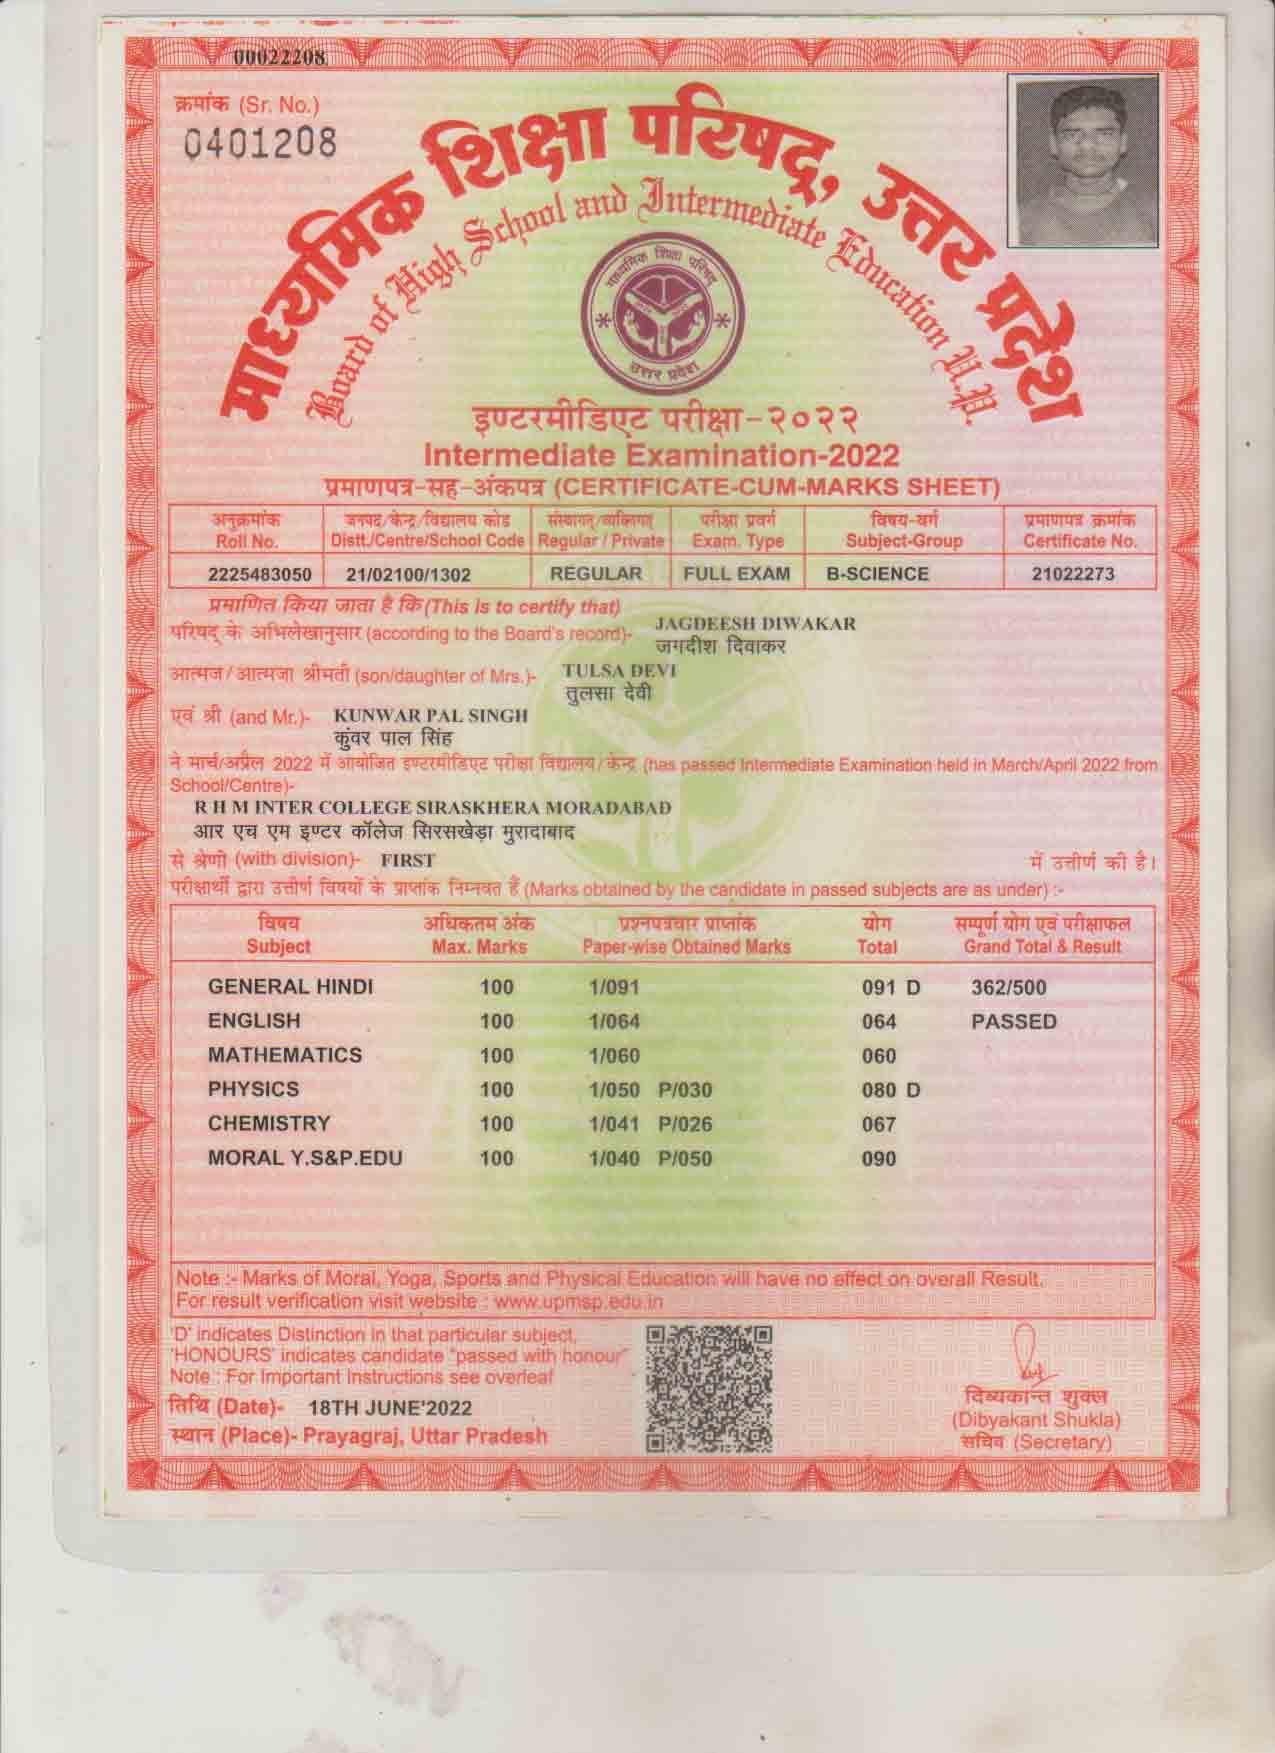 00022208
क्रमांक (Sr. No.)
0401208
माध्यमिक शिक्षा परिषद्, उत्तर प्रदेश
Board of High School and Intermediate Education U.P.
माध्यमिक शिक्षा परिषद्
उत्तर प्रदेश
इण्टरमीडिएट परीक्षा-२०२२
Intermediate Examination-2022
प्रमाणपत्र-सह-अंकपत्र (CERTIFICATE-CUM-MARKS SHEET)
अनुक्रमांक जनपद/केन्द्र/विद्यालय कोड संस्थागत्/व्यक्तिगत् परीक्षा प्रवर्ग विषय-वर्ग प्रमाणपत्र क्रमांक
Roll No. Distt./Centre/School Code Regular / Private Exam. Type Subject-Group Certificate No.
2225483050 21/02100/1302 REGULAR FULL EXAM B-SCIENCE 21022273
प्रमाणित किया जाता है कि (This is to certify that)
JAGDEESH DIWAKAR
परिषद् के अभिलेखानुसार (according to the Board's record)-
जगदीश दिवाकर
आत्मज/आत्मजा श्रीमती (son/daughter of Mrs.)- TULSA DEVI
तुलसा देवी
एवं श्री (and Mr.)- KUNWAR PAL SINGH
कुंवर पाल सिंह
ने मार्च/अप्रैल 2022 में आयोजित इण्टरमीडिएट परीक्षा विद्यालय/केन्द्र (has passed Intermediate Examination held in March/April 2022 from
School/Centre)-
R H M INTER COLLEGE SIRASKHERA MORADABAD
आर एच एम इण्टर कॉलेज सिरसखेड़ा मुरादाबाद
से श्रेणी (with division)- FIRST में उत्तीर्ण की है।
परीक्षार्थी द्वारा उत्तीर्ण विषयों के प्राप्तांक निम्नवत हैं (Marks obtained by the candidate in passed subjects are as under) :-
विषय अधिकतम अंक प्रश्नपत्रवार प्राप्तांक योग सम्पूर्ण योग एवं परीक्षाफल
Subject Max. Marks Paper-wise Obtained Marks Total Grand Total & Result
GENERAL HINDI 100 1/091 091 D 362/500
ENGLISH 100 1/064 064 PASSED
MATHEMATICS 100 1/060 060
PHYSICS 100 1/050 P/030 080 D
CHEMISTRY 100 1/041 P/026 067
MORAL Y.S&P.EDU 100 1/040 P/050 090
Note :- Marks of Moral, Yoga, Sports and Physical Education will have no effect on overall Result.
For result verification visit website : www.upmsp.edu.in
'D' indicates Distinction in that particular subject,
'HONOURS' indicates candidate "passed with honour"
Note : For Important Instructions see overleaf
तिथि (Date)- 18TH JUNE'2022
स्थान (Place)- Prayagraj, Uttar Pradesh
दिव्यकान्त शुक्ल
(Dibyakant Shukla)
सचिव (Secretary)